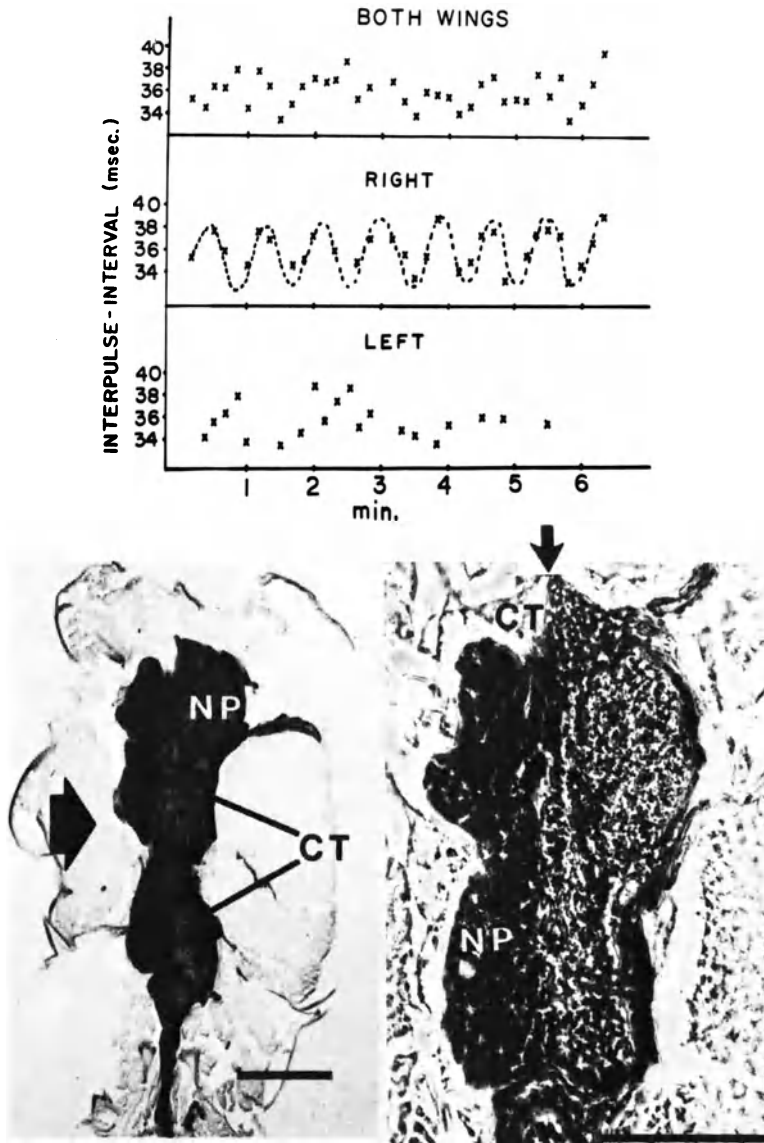 BOTH WINGS
40
38
36
34
RIGHT
40
38
36
34
LEFT
40
38
36
34
INTERPULSE-INTERVAL (msec.)
1 2 3 4 5 6
min.
NP
CT
CT
NP